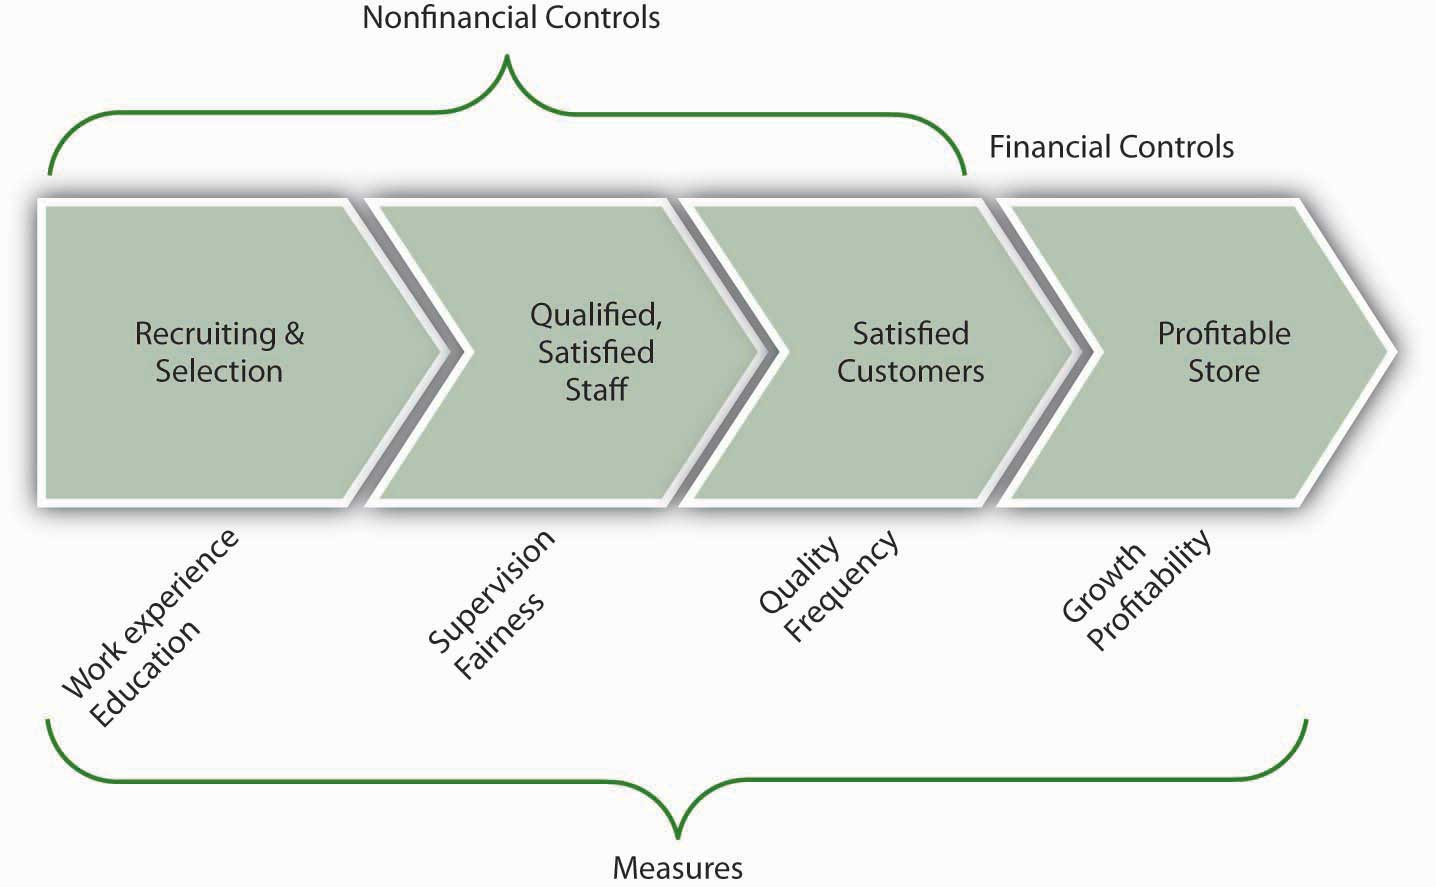 Nonfinancial Controls
Financial Controls
Recruiting &
Selection
Qualified,
Satisfied
Staff
Satisfied
Customers
Profitable
Store
Work experience
Education
Supervision
Fairness
Quality
Frequency
Growth
Profitability
Measures